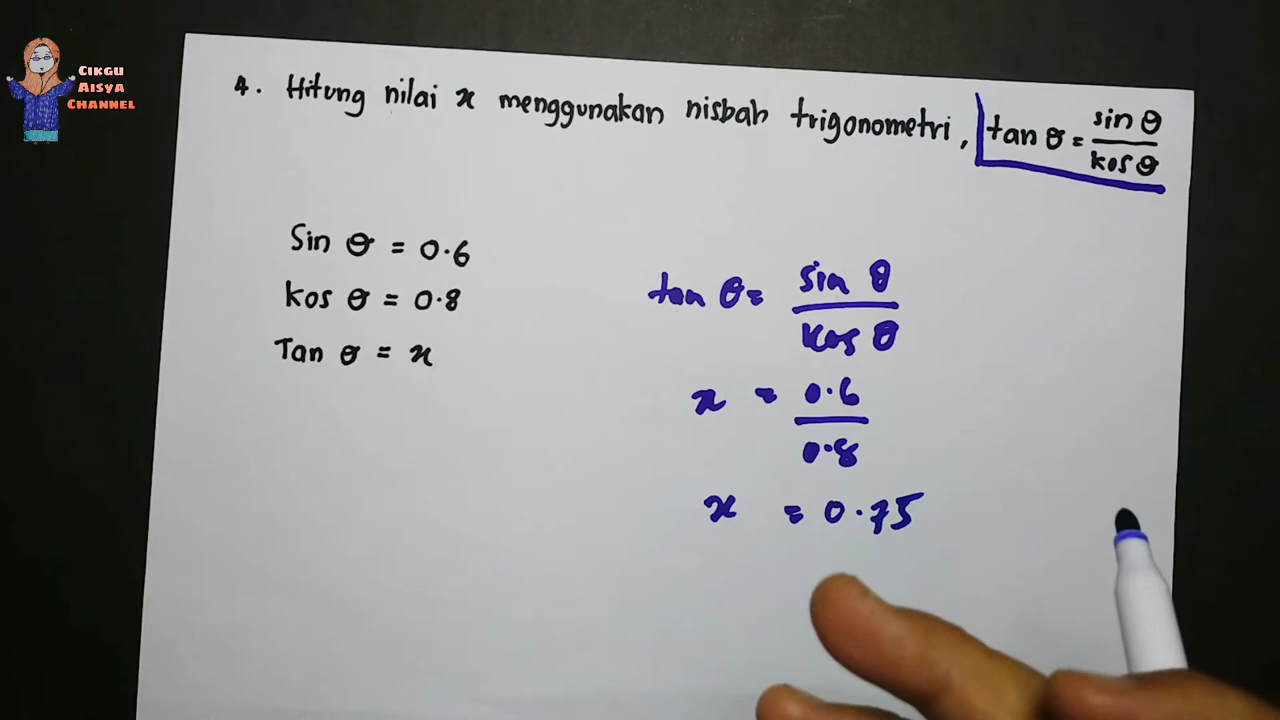 Cikgu
Aisya
Channel
4. Hitung nilai x menggunakan nisbah trigonometri, tan θ = sin θ / kos θ
Sin θ = 0.6
kos θ = 0.8
Tan θ = x
tan θ = sin θ / kos θ
x = 0.6 / 0.8
x = 0.75